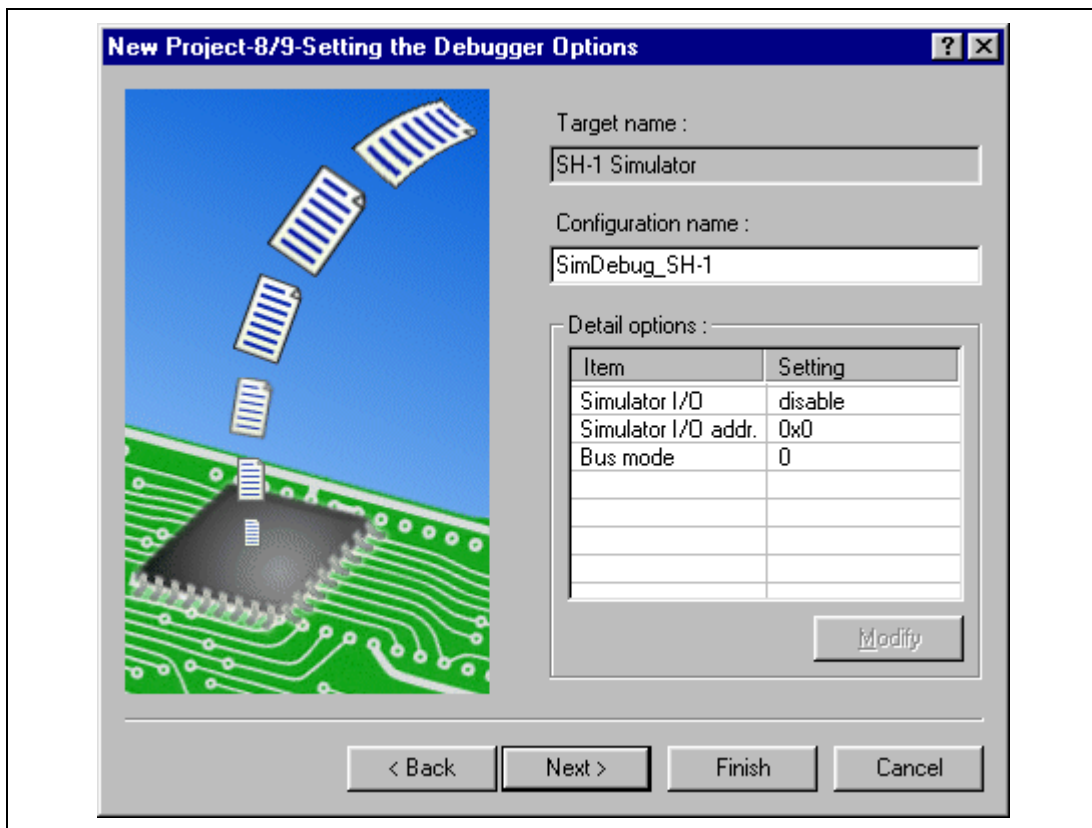 New Project-8/9-Setting the Debugger Options
Target name :
SH-1 Simulator
Configuration name :
SimDebug_SH-1
Detail options :
Item Setting
Simulator I/O disable
Simulator I/O addr. 0x0
Bus mode 0
Modify
< Back Next > Finish Cancel